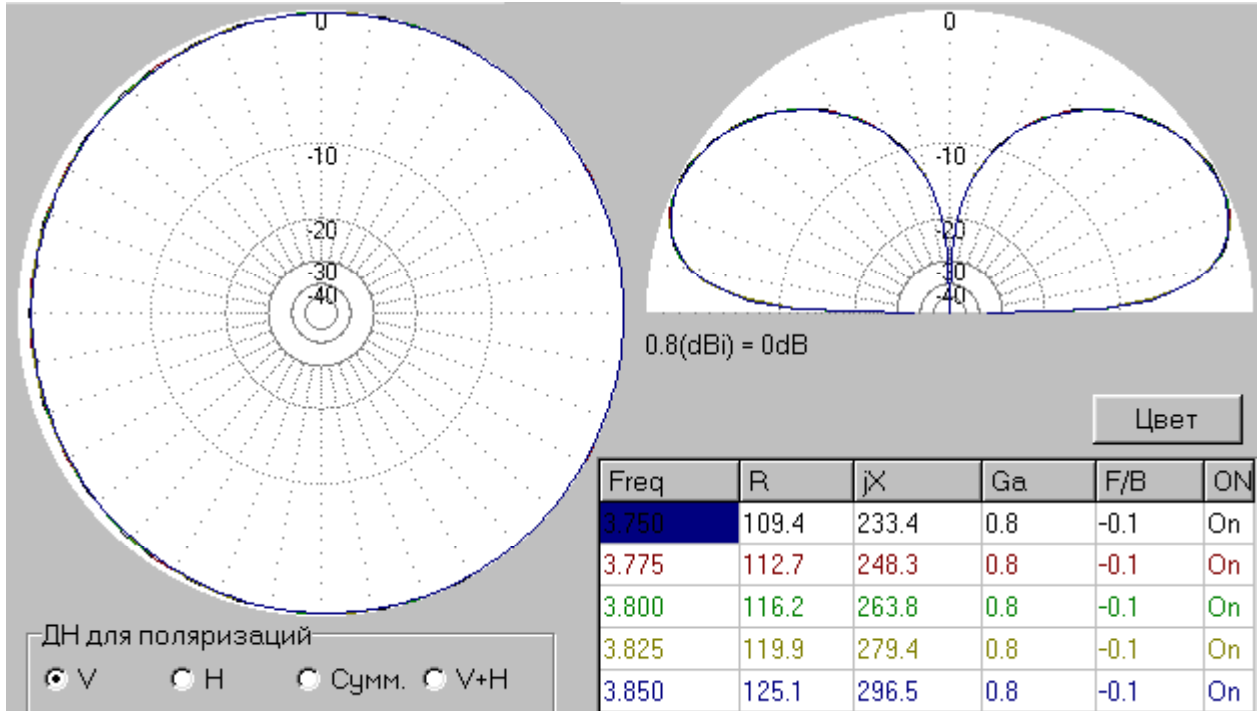 0
-10
-20
-30
-40
0
-10
-20
-30
-40
0.8(dBi) = 0dB
Цвет
Freq R jX Ga F/B ON
3.750 109.4 233.4 0.8 -0.1 On
3.775 112.7 248.3 0.8 -0.1 On
3.800 116.2 263.8 0.8 -0.1 On
3.825 119.9 279.4 0.8 -0.1 On
3.850 125.1 296.5 0.8 -0.1 On
ДН для поляризаций
V H Сумм. V+H